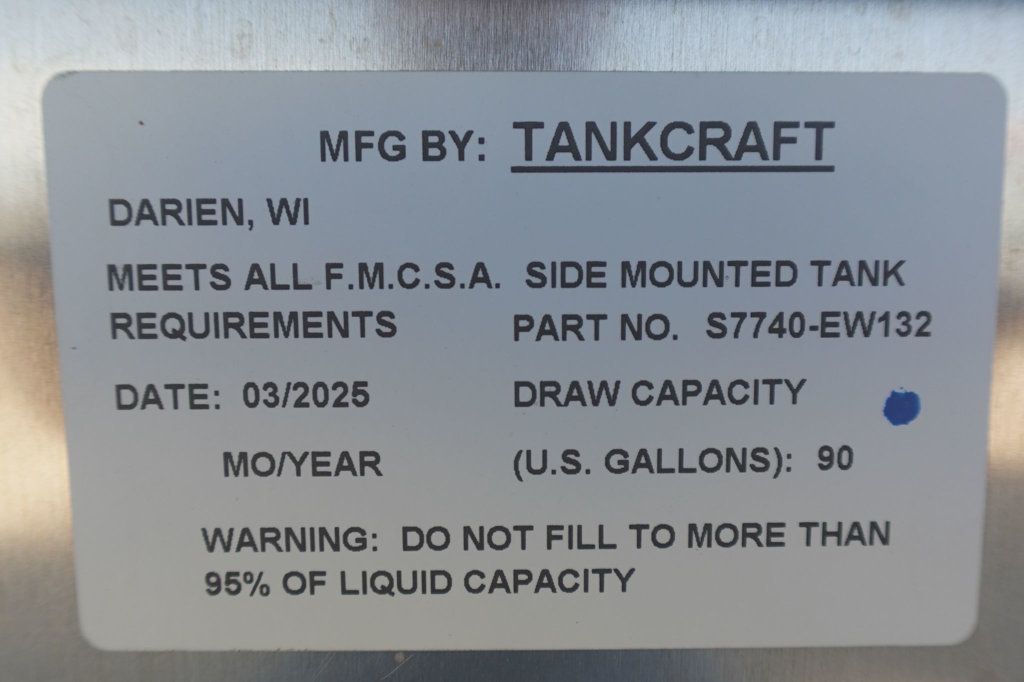 MFG BY: TANKCRAFT
DARIEN, WI
MEETS ALL F.M.C.S.A. SIDE MOUNTED TANK
REQUIREMENTS PART NO. S7740-EW132
DATE: 03/2025 DRAW CAPACITY
MO/YEAR (U.S. GALLONS): 90
WARNING: DO NOT FILL TO MORE THAN
95% OF LIQUID CAPACITY